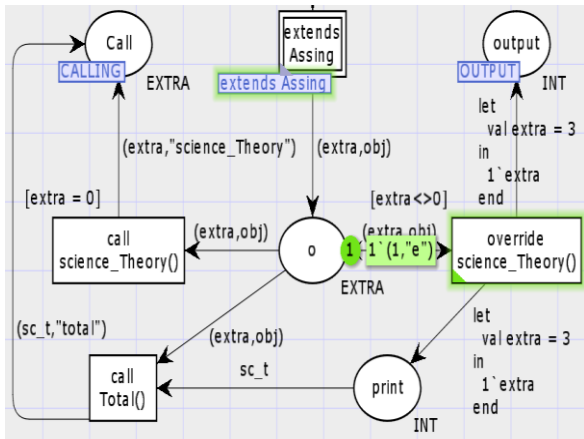 Call
CALLING
EXTRA
extends
Assing
extends Assing
output
OUTPUT
INT
let
val extra = 3
in
1`extra
end
(extra,"science_Theory")
(extra,obj)
[extra = 0]
[extra<>0]
call
science_Theory()
(extra,obj)
o
1
(extra,obj)
1`(1,"e")
EXTRA
override
science_Theory()
(sc_t,"total")
(extra,obj)
let
val extra = 3
in
1`extra
end
call
Total()
sc_t
print
INT